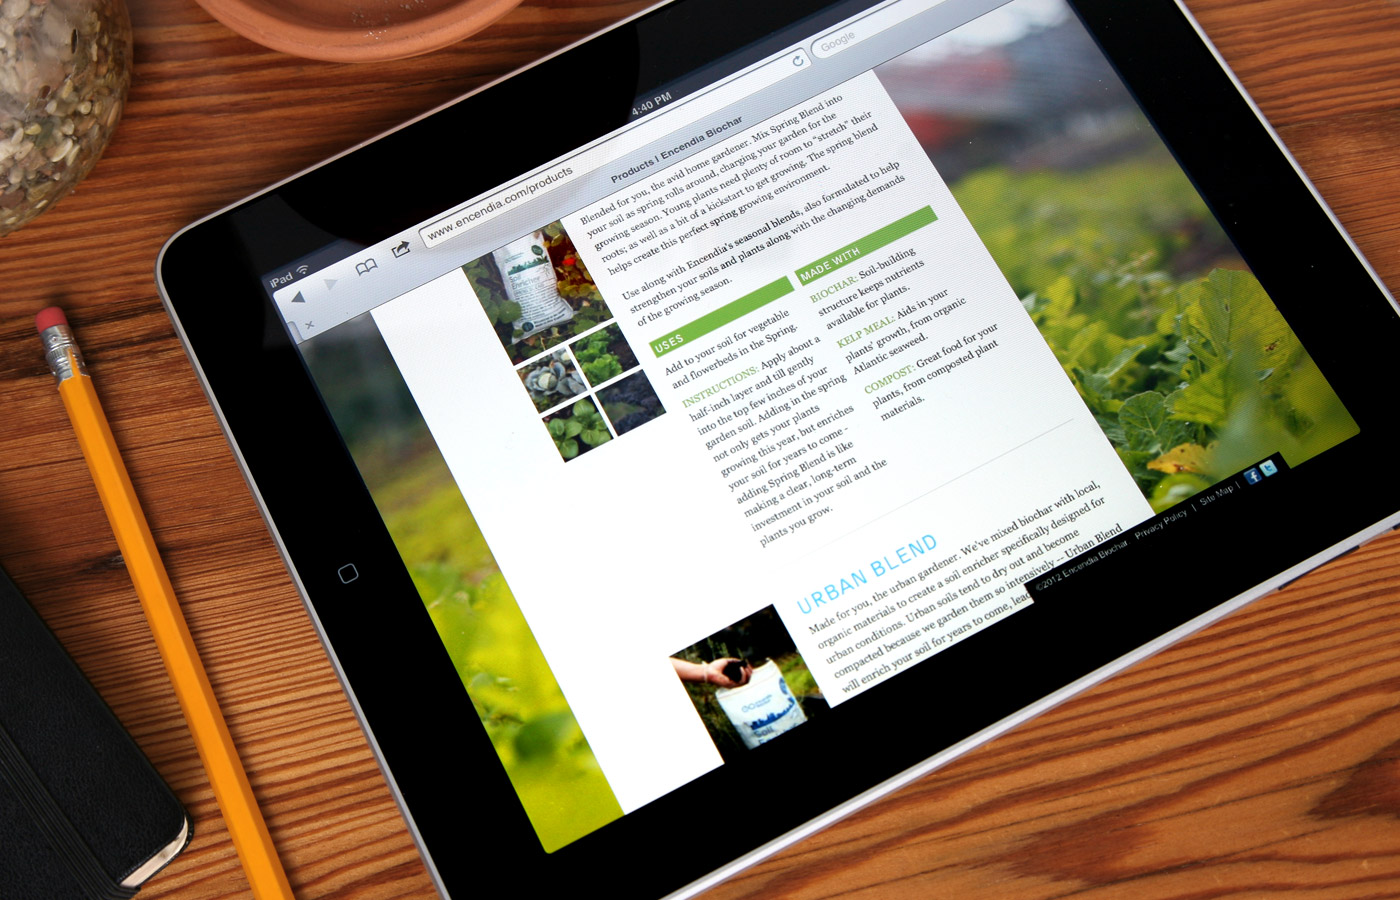 iPad
4:40 PM
Products | Encendia Biochar
www.encendia.com/products
Google
Blended for you, the avid home gardener. Mix Spring Blend into
your soil as spring rolls around, charging your garden for the
growing season. Young plants need plenty of room to "stretch" their
roots; as well as a bit of a kickstart to get growing. The spring blend
helps create this perfect spring growing environment.
Use along with Encendia's seasonal blends, also formulated to help
strengthen your soils and plants along with the changing demands
of the growing season.
USES
Add to your soil for vegetable
and flowerbeds in the Spring.
INSTRUCTIONS: Apply about a
half-inch layer and till gently
into the top few inches of your
garden soil. Adding in the spring
not only gets your plants
growing this year, but enriches
your soil for years to come -
adding Spring Blend is like
making a clear, long-term
investment in your soil and the
plants you grow.
MADE WITH
BIOCHAR: Soil-building
structure keeps nutrients
available for plants.
KELP MEAL: Aids in your
plants' growth, from organic
Atlantic seaweed.
COMPOST: Great food for your
plants, from composted plant
materials.
URBAN BLEND
Made for you, the urban gardener. We've mixed biochar with local,
organic materials to create a soil enricher specifically designed for
urban conditions. Urban soils tend to dry out and become
compacted because we garden them so intensively -- Urban Blend
will enrich your soil for years to come,
Soil
©2012 Encendia Biochar Privacy Policy | Site Map |